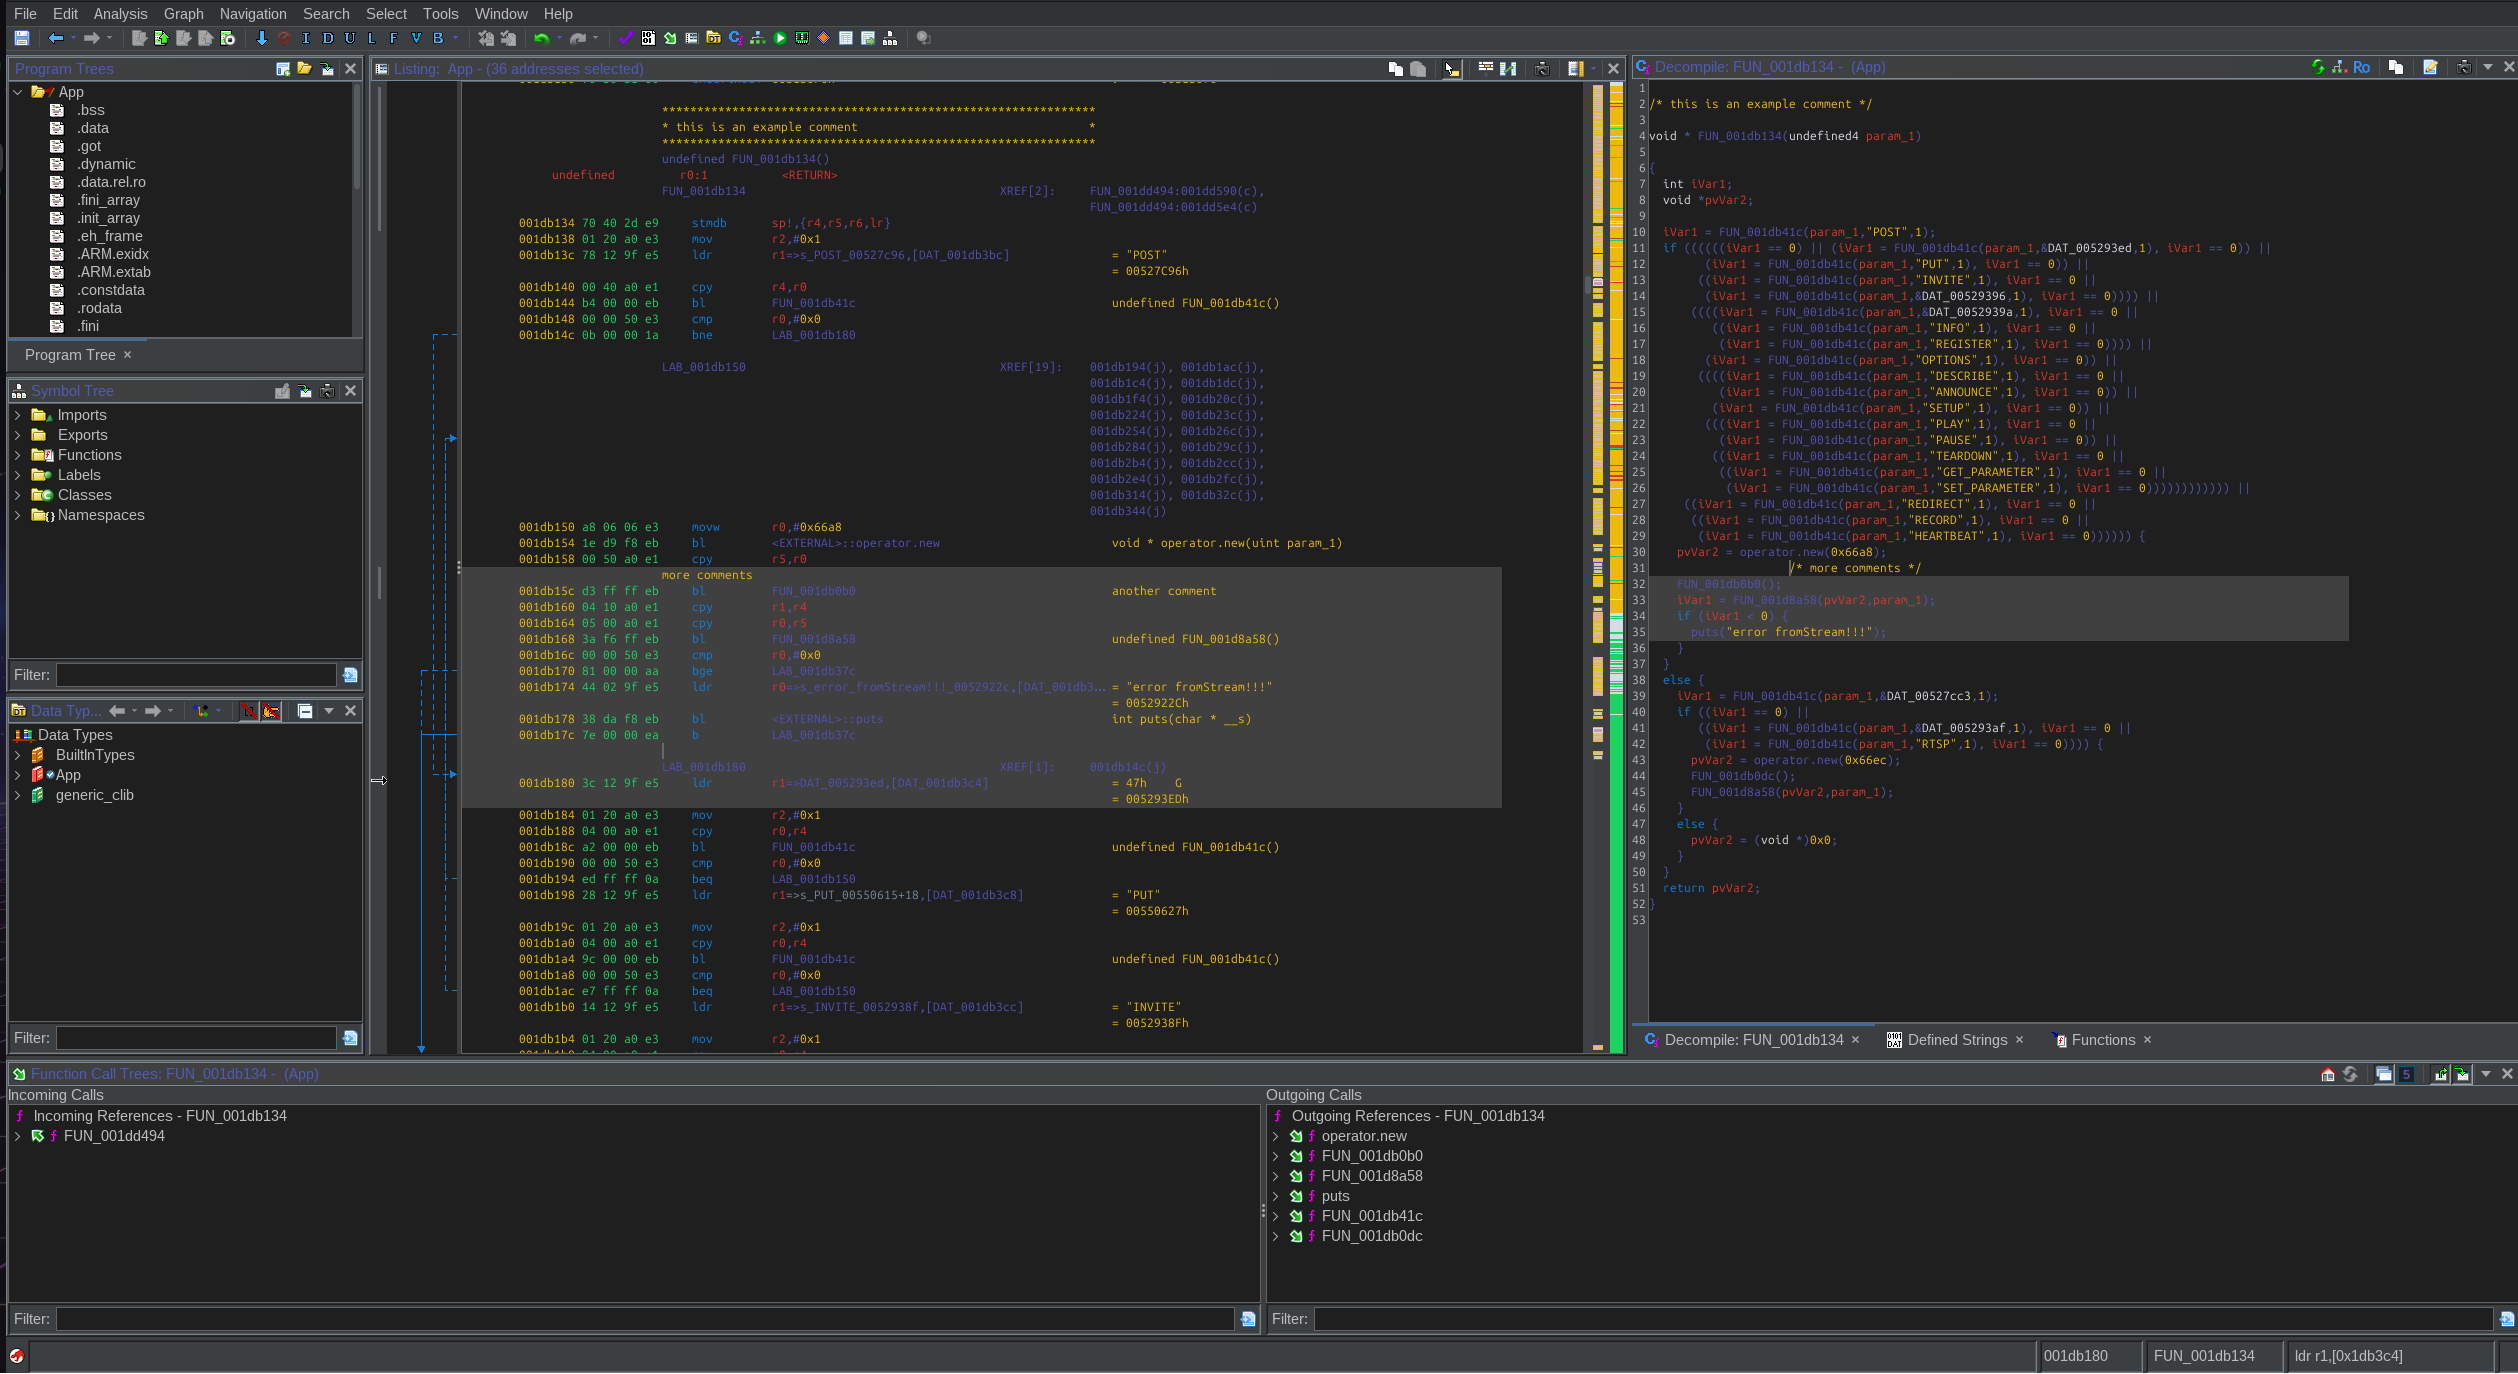 File Edit Analysis Graph Navigation Search Select Tools Window Help
I D U L F V B
Program Trees
App
.bss
.data
.got
.dynamic
.data.rel.ro
.fini_array
.init_array
.eh_frame
.ARM.exidx
.ARM.extab
.constdata
.rodata
.fini
Program Tree ×
Symbol Tree
Imports
Exports
Functions
Labels
Classes
Namespaces
Filter:
Data Typ...
Data Types
BuiltInTypes
App
generic_clib
Filter:
Listing: App - (36 addresses selected)
**************************************************************
* this is an example comment *
**************************************************************
undefined FUN_001db134()
undefined r0:1 <RETURN>
FUN_001db134 XREF[2]: FUN_001dd494:001dd590(c),
FUN_001dd494:001dd5e4(c)
001db134 70 40 2d e9 stmdb sp!,{r4,r5,r6,lr}
001db138 01 20 a0 e3 mov r2,#0x1
001db13c 78 12 9f e5 ldr r1=>s_POST_00527c96,[DAT_001db3bc] = "POST"
= 00527C96h
001db140 00 40 a0 e1 cpy r4,r0
001db144 b4 00 00 eb bl FUN_001db41c undefined FUN_001db41c()
001db148 00 00 50 e3 cmp r0,#0x0
001db14c 0b 00 00 1a bne LAB_001db180
LAB_001db150 XREF[19]: 001db194(j), 001db1ac(j),
001db1c4(j), 001db1dc(j),
001db1f4(j), 001db20c(j),
001db224(j), 001db23c(j),
001db254(j), 001db26c(j),
001db284(j), 001db29c(j),
001db2b4(j), 001db2cc(j),
001db2e4(j), 001db2fc(j),
001db314(j), 001db32c(j),
001db344(j)
001db150 a8 06 06 e3 movw r0,#0x66a8
001db154 1e d9 f8 eb bl <EXTERNAL>::operator.new void * operator.new(uint param_1)
001db158 00 50 a0 e1 cpy r5,r0
more comments
001db15c d3 ff ff eb bl FUN_001db0b0 another comment
001db160 04 10 a0 e1 cpy r1,r4
001db164 05 00 a0 e1 cpy r0,r5
001db168 3a f6 ff eb bl FUN_001d8a58 undefined FUN_001d8a58()
001db16c 00 00 50 e3 cmp r0,#0x0
001db170 81 00 00 aa bge LAB_001db37c
001db174 44 02 9f e5 ldr r0=>s_error_fromStream!!!_0052922c,[DAT_001db3... = "error fromStream!!!"
= 0052922Ch
001db178 38 da f8 eb bl <EXTERNAL>::puts int puts(char * __s)
001db17c 7e 00 00 ea b LAB_001db37c
LAB_001db180 XREF[1]: 001db14c(j)
001db180 3c 12 9f e5 ldr r1=>DAT_005293ed,[DAT_001db3c4] = 47h G
= 005293EDh
001db184 01 20 a0 e3 mov r2,#0x1
001db188 04 00 a0 e1 cpy r0,r4
001db18c a2 00 00 eb bl FUN_001db41c undefined FUN_001db41c()
001db190 00 00 50 e3 cmp r0,#0x0
001db194 ed ff ff 0a beq LAB_001db150
001db198 28 12 9f e5 ldr r1=>s_PUT_00550615+18,[DAT_001db3c8] = "PUT"
= 00550627h
001db19c 01 20 a0 e3 mov r2,#0x1
001db1a0 04 00 a0 e1 cpy r0,r4
001db1a4 9c 00 00 eb bl FUN_001db41c undefined FUN_001db41c()
001db1a8 00 00 50 e3 cmp r0,#0x0
001db1ac e7 ff ff 0a beq LAB_001db150
001db1b0 14 12 9f e5 ldr r1=>s_INVITE_0052938f,[DAT_001db3cc] = "INVITE"
= 0052938Fh
001db1b4 01 20 a0 e3 mov r2,#0x1
Decompile: FUN_001db134 - (App)
Ro
1
2 /* this is an example comment */
3
4 void * FUN_001db134(undefined4 param_1)
5
6 {
7 int iVar1;
8 void *pvVar2;
9
10 iVar1 = FUN_001db41c(param_1,"POST",1);
11 if ((((((iVar1 == 0) || (iVar1 = FUN_001db41c(param_1,&DAT_005293ed,1), iVar1 == 0)) ||
12 (iVar1 = FUN_001db41c(param_1,"PUT",1), iVar1 == 0)) ||
13 ((iVar1 = FUN_001db41c(param_1,"INVITE",1), iVar1 == 0 ||
14 (iVar1 = FUN_001db41c(param_1,&DAT_00529396,1), iVar1 == 0)))) ||
15 ((((iVar1 = FUN_001db41c(param_1,&DAT_0052939a,1), iVar1 == 0 ||
16 ((iVar1 = FUN_001db41c(param_1,"INFO",1), iVar1 == 0 ||
17 (iVar1 = FUN_001db41c(param_1,"REGISTER",1), iVar1 == 0)))) ||
18 (iVar1 = FUN_001db41c(param_1,"OPTIONS",1), iVar1 == 0)) ||
19 ((((iVar1 = FUN_001db41c(param_1,"DESCRIBE",1), iVar1 == 0 ||
20 (iVar1 = FUN_001db41c(param_1,"ANNOUNCE",1), iVar1 == 0)) ||
21 (iVar1 = FUN_001db41c(param_1,"SETUP",1), iVar1 == 0)) ||
22 (((iVar1 = FUN_001db41c(param_1,"PLAY",1), iVar1 == 0 ||
23 (iVar1 = FUN_001db41c(param_1,"PAUSE",1), iVar1 == 0)) ||
24 ((iVar1 = FUN_001db41c(param_1,"TEARDOWN",1), iVar1 == 0 ||
25 ((iVar1 = FUN_001db41c(param_1,"GET_PARAMETER",1), iVar1 == 0 ||
26 (iVar1 = FUN_001db41c(param_1,"SET_PARAMETER",1), iVar1 == 0)))))))))))) ||
27 ((iVar1 = FUN_001db41c(param_1,"REDIRECT",1), iVar1 == 0 ||
28 ((iVar1 = FUN_001db41c(param_1,"RECORD",1), iVar1 == 0 ||
29 (iVar1 = FUN_001db41c(param_1,"HEARTBEAT",1), iVar1 == 0)))))) {
30 pvVar2 = operator.new(0x66a8);
31 /* more comments */
32 FUN_001db0b0();
33 iVar1 = FUN_001d8a58(pvVar2,param_1);
34 if (iVar1 < 0) {
35 puts("error fromStream!!!");
36 }
37 }
38 else {
39 iVar1 = FUN_001db41c(param_1,&DAT_00527cc3,1);
40 if ((iVar1 == 0) ||
41 ((iVar1 = FUN_001db41c(param_1,&DAT_005293af,1), iVar1 == 0 ||
42 (iVar1 = FUN_001db41c(param_1,"RTSP",1), iVar1 == 0)))) {
43 pvVar2 = operator.new(0x66ec);
44 FUN_001db0dc();
45 FUN_001d8a58(pvVar2,param_1);
46 }
47 else {
48 pvVar2 = (void *)0x0;
49 }
50 }
51 return pvVar2;
52 }
53
Decompile: FUN_001db134 × Defined Strings × Functions ×
Function Call Trees: FUN_001db134 - (App)
5
Incoming Calls
Incoming References - FUN_001db134
FUN_001dd494
Filter:
Outgoing Calls
Outgoing References - FUN_001db134
operator.new
FUN_001db0b0
FUN_001d8a58
puts
FUN_001db41c
FUN_001db0dc
Filter:
001db180 FUN_001db134 ldr r1,[0x1db3c4]